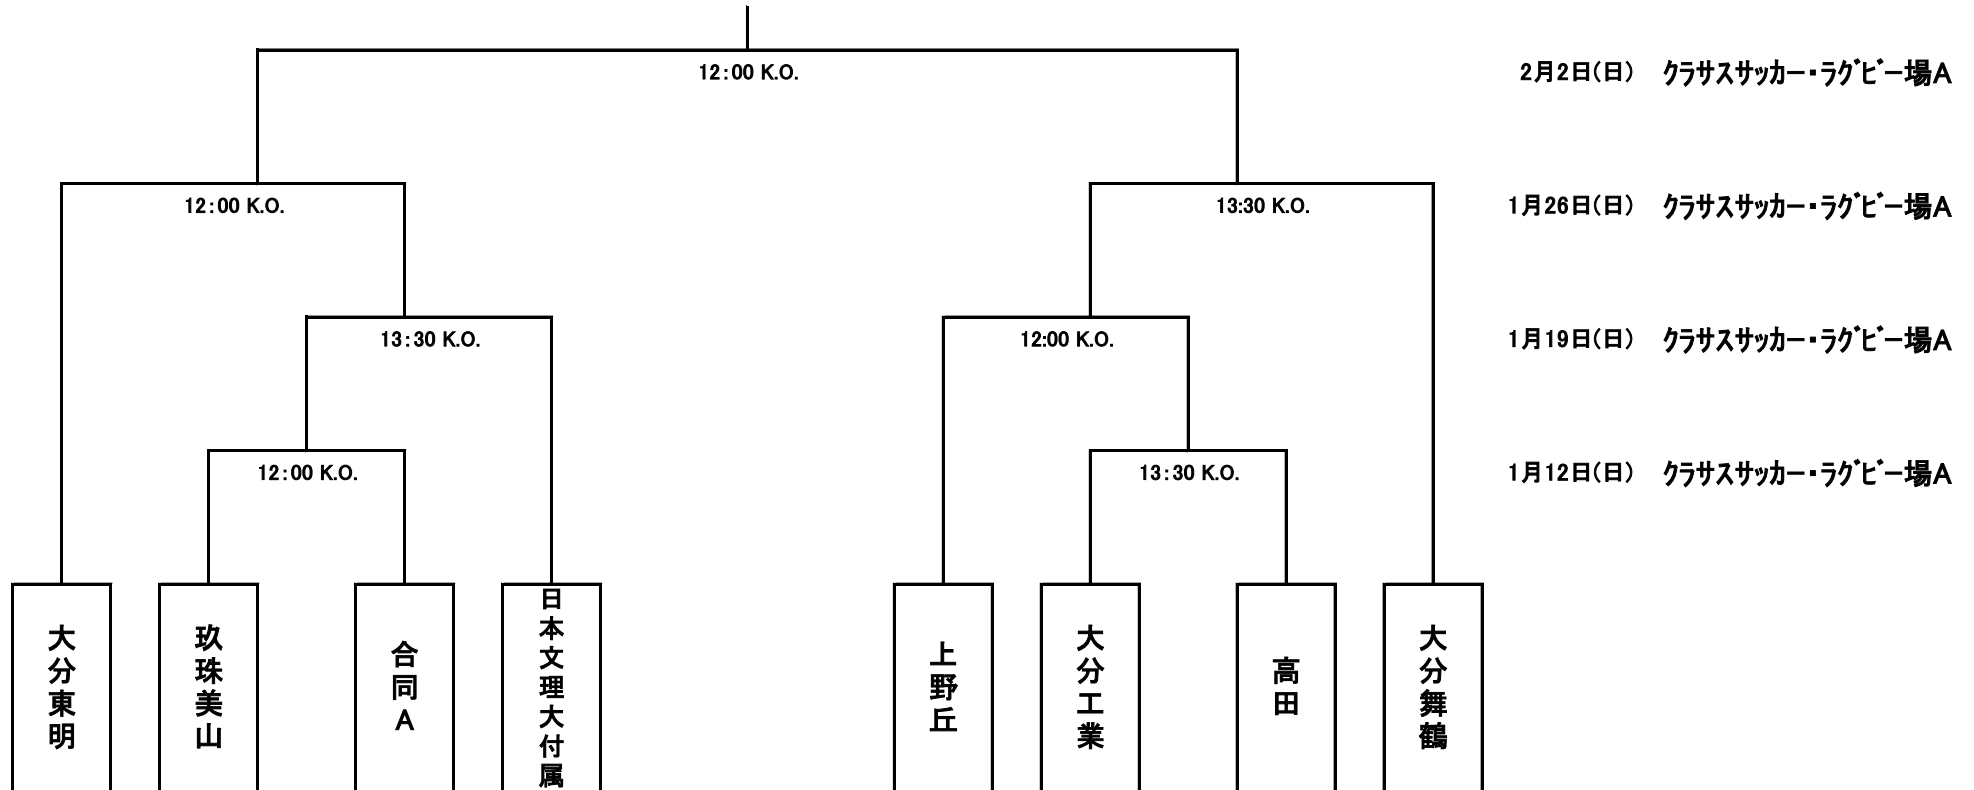 12:00 K.O.
2月2日(日) クラサスサッカー・ラグビー場A
12:00 K.O.
13:30 K.O.
1月26日(日) クラサスサッカー・ラグビー場A
13:30 K.O.
12:00 K.O.
1月19日(日) クラサスサッカー・ラグビー場A
12:00 K.O.
13:30 K.O.
1月12日(日) クラサスサッカー・ラグビー場A
大分東明
玖珠美山
合同A
日本文理大付属
上野丘
大分工業
高田
大分舞鶴